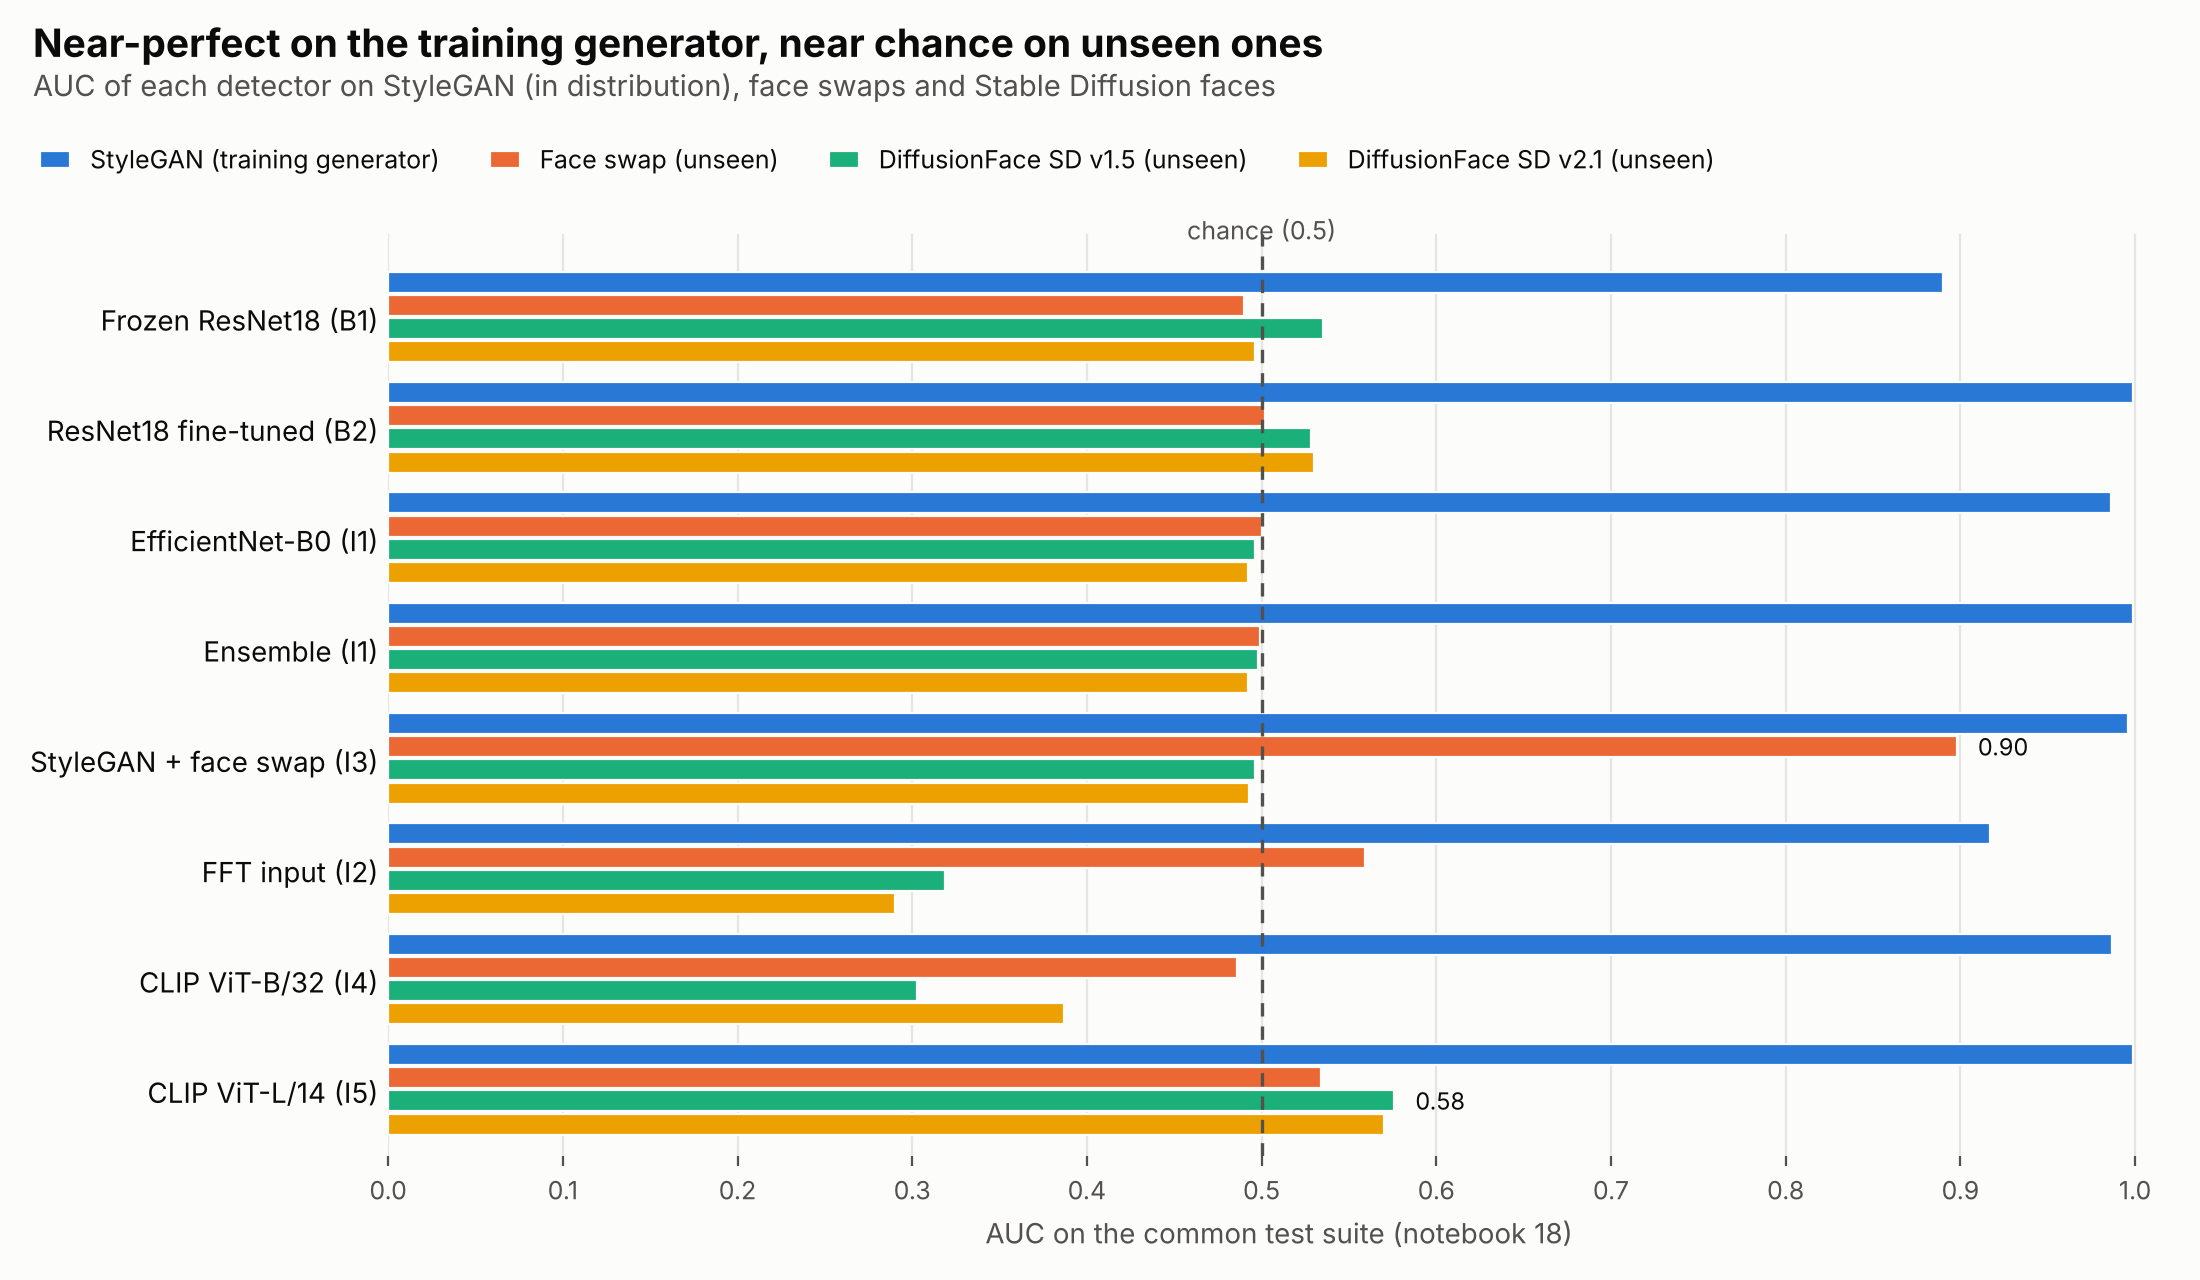 Near-perfect on the training generator, near chance on unseen ones
AUC of each detector on StyleGAN (in distribution), face swaps and Stable Diffusion faces
StyleGAN (training generator)
Face swap (unseen)
DiffusionFace SD v1.5 (unseen)
DiffusionFace SD v2.1 (unseen)
chance (0.5)
Frozen ResNet18 (B1)
ResNet18 fine-tuned (B2)
EfficientNet-B0 (I1)
Ensemble (I1)
StyleGAN + face swap (I3)
0.90
FFT input (I2)
CLIP ViT-B/32 (I4)
CLIP ViT-L/14 (I5)
0.58
0.0 0.1 0.2 0.3 0.4 0.5 0.6 0.7 0.8 0.9 1.0
AUC on the common test suite (notebook 18)